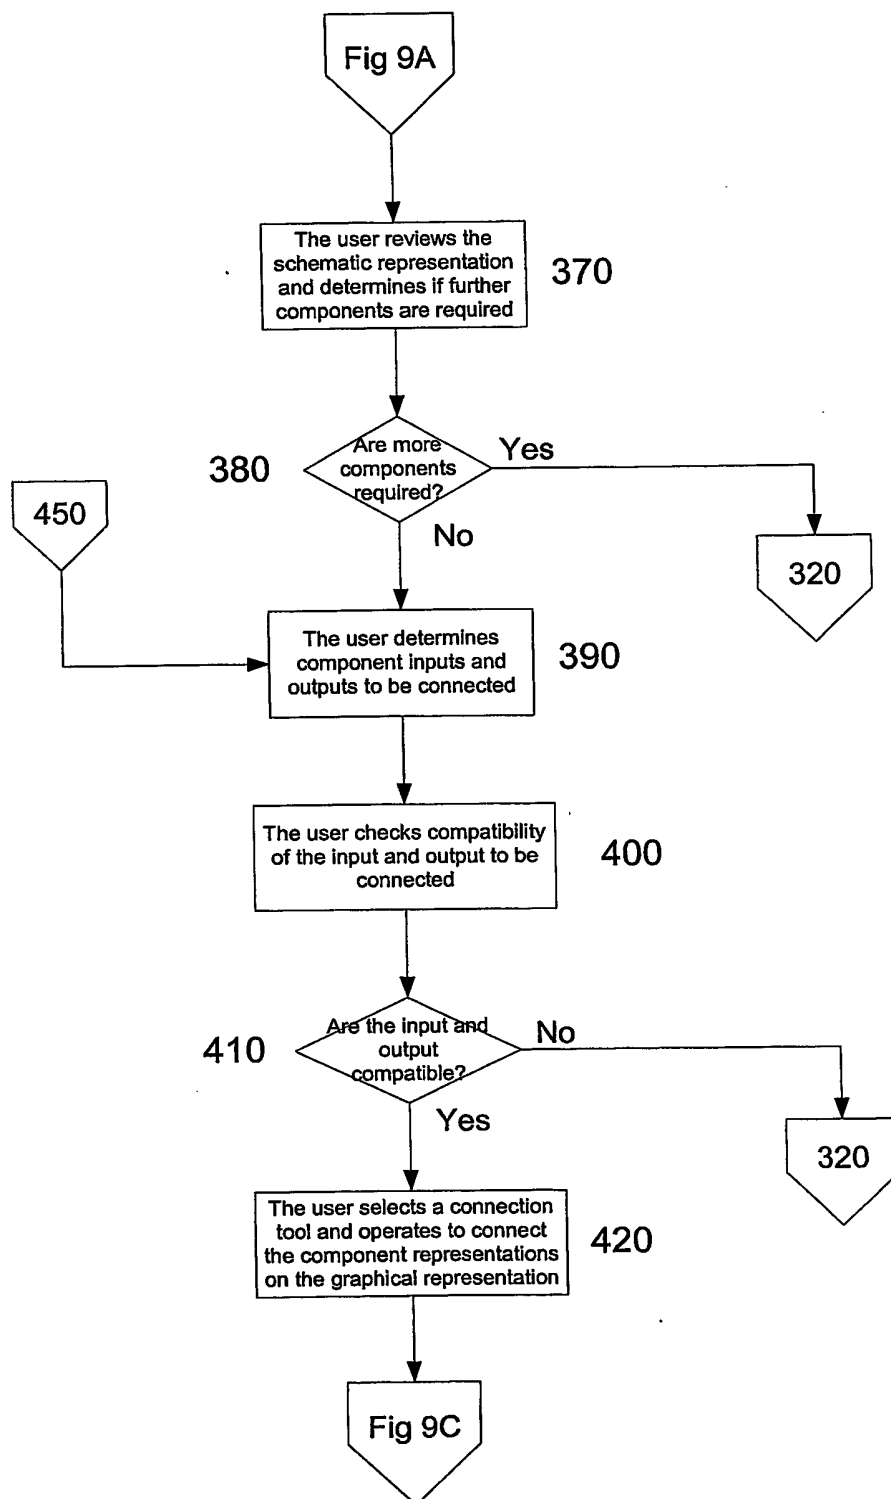 Fig 9A
The user reviews the
schematic representation
and determines if further
components are required
370
380
Are more
components
required?
Yes
No
450
320
The user determines
component inputs and
outputs to be connected
390
The user checks compatibility
of the input and output to be
connected
400
410
Are the input and
output
compatible?
No
Yes
320
The user selects a connection
tool and operates to connect
the component representations
on the graphical representation
420
Fig 9C